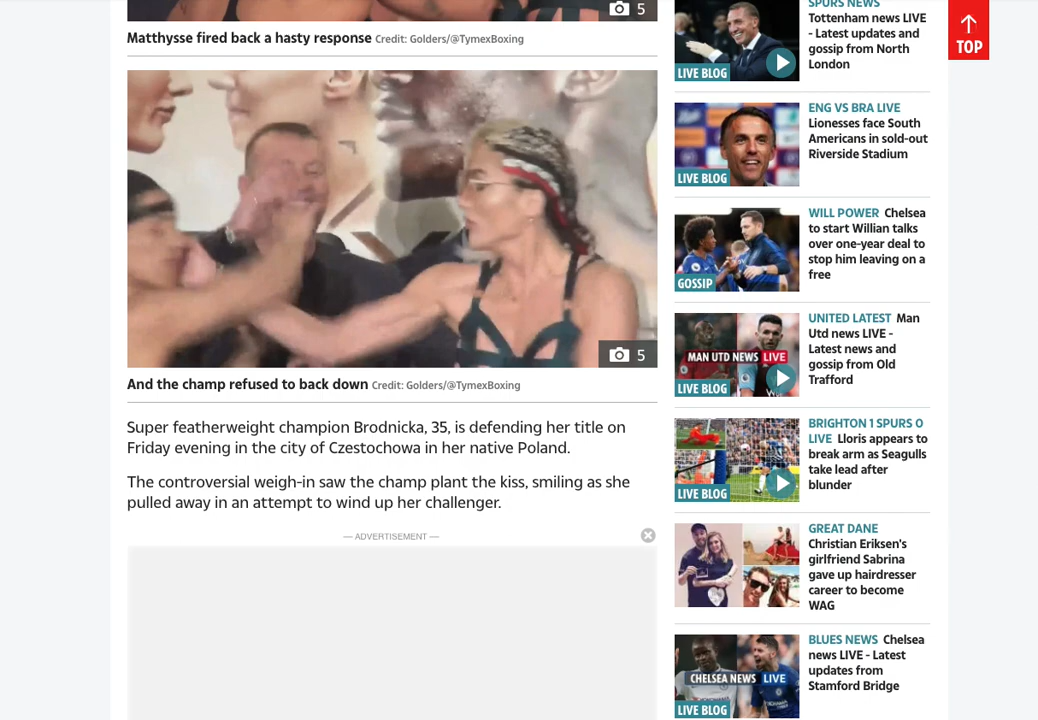 5
Matthysse fired back a hasty response Credit: Golders/@TymexBoxing
5
And the champ refused to back down Credit: Golders/@TymexBoxing
Super featherweight champion Brodnicka, 35, is defending her title on
Friday evening in the city of Czestochowa in her native Poland.
The controversial weigh-in saw the champ plant the kiss, smiling as she
pulled away in an attempt to wind up her challenger.
— ADVERTISEMENT —
SPURS NEWS
Tottenham news LIVE
- Latest updates and
gossip from North
London
LIVE BLOG
ENG VS BRA LIVE
Lionesses face South
Americans in sold-out
Riverside Stadium
LIVE BLOG
WILL POWER Chelsea
to start Willian talks
over one-year deal to
stop him leaving on a
free
GOSSIP
UNITED LATEST Man
Utd news LIVE -
Latest news and
gossip from Old
Trafford
MAN UTD NEWS LIVE
LIVE BLOG
BRIGHTON 1 SPURS 0
LIVE Lloris appears to
break arm as Seagulls
take lead after
blunder
LIVE BLOG
GREAT DANE
Christian Eriksen's
girlfriend Sabrina
gave up hairdresser
career to become
WAG
BLUES NEWS Chelsea
news LIVE - Latest
updates from
Stamford Bridge
CHELSEA NEWS LIVE
LIVE BLOG
TOP